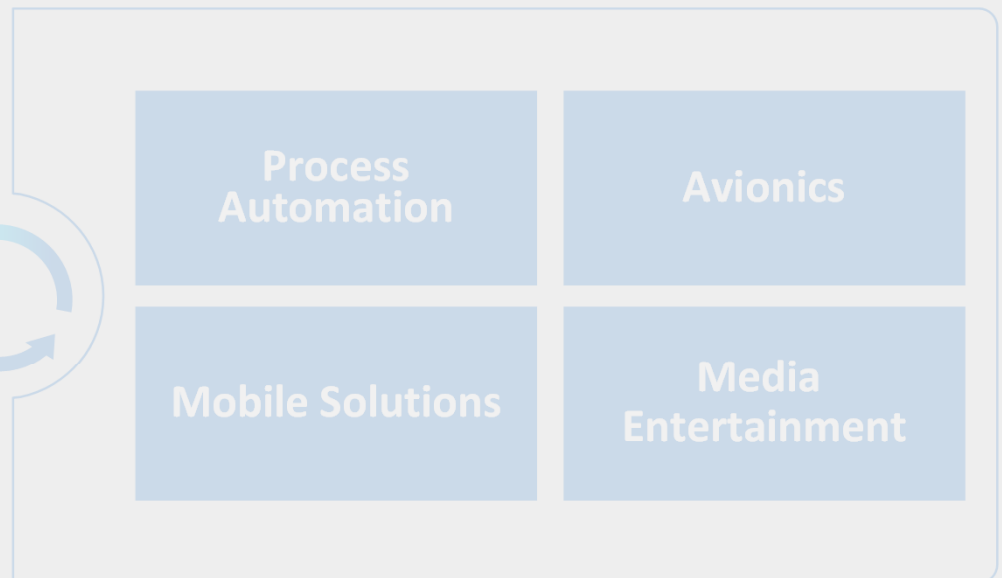 Process
Automation
Avionics
Mobile Solutions
Media
Entertainment